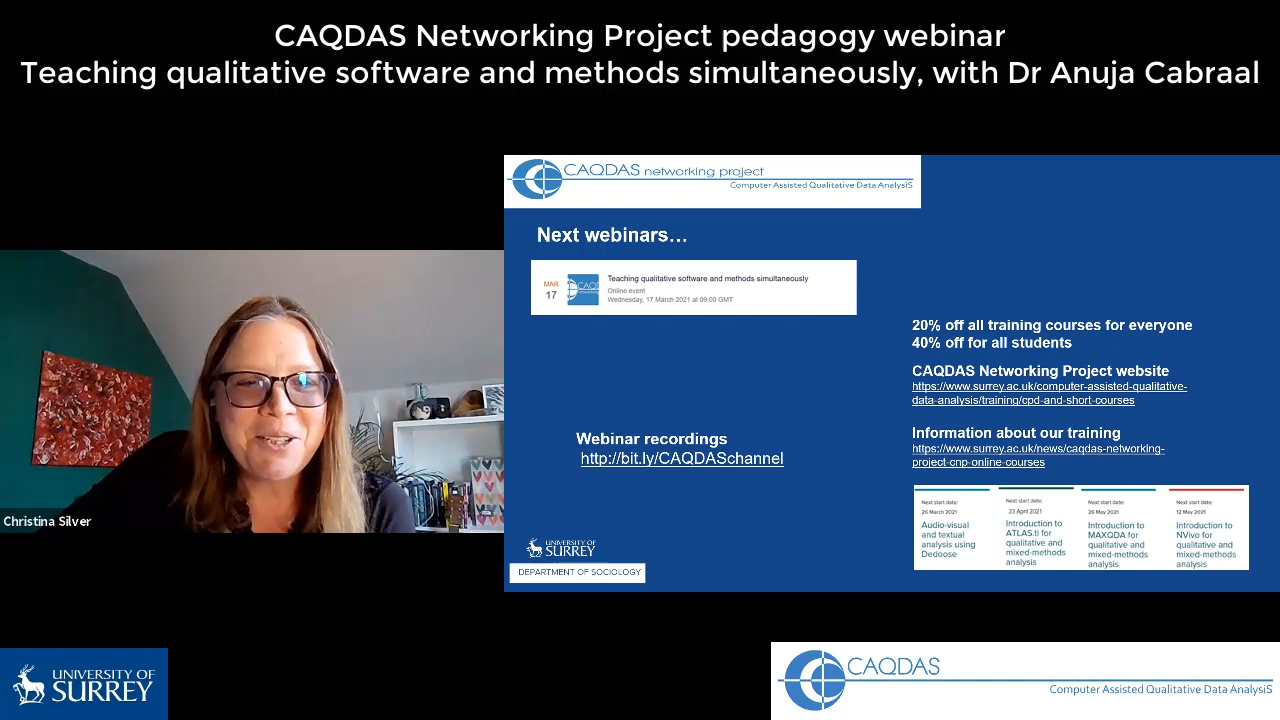 CAQDAS Networking Project pedagogy webinar
Teaching qualitative software and methods simultaneously, with Dr Anuja Cabraal
CAQDAS networking project
Computer Assisted Qualitative Data AnalysiS
Next webinars...
MAR
17
CAQ
Teaching qualitative software and methods simultaneously
Online event
Wednesday, 17 March 2021 at 09:00 GMT
20% off all training courses for everyone
40% off for all students
CAQDAS Networking Project website
https://www.surrey.ac.uk/computer-assisted-qualitative-
data-analysis/training/cpd-and-short-courses
Webinar recordings
http://bit.ly/CAQDASchannel
Information about our training
https://www.surrey.ac.uk/news/caqdas-networking-
project-cnp-online-courses
Next start date:
26 March 2021
Audio-visual
and textual
analysis using
Dedoose
Next start date:
23 April 2021
Introduction to
ATLAS.ti for
qualitative and
mixed-methods
analysis
Next start date:
26 May 2021
Introduction to
MAXQDA for
qualitative and
mixed-methods
analysis
Next start date:
12 May 2021
Introduction to
NVivo for
qualitative and
mixed-methods
analysis
Christina Silver
UNIVERSITY OF
SURREY
DEPARTMENT OF SOCIOLOGY
UNIVERSITY OF
SURREY
CAQDAS
Computer Assisted Qualitative Data AnalysiS